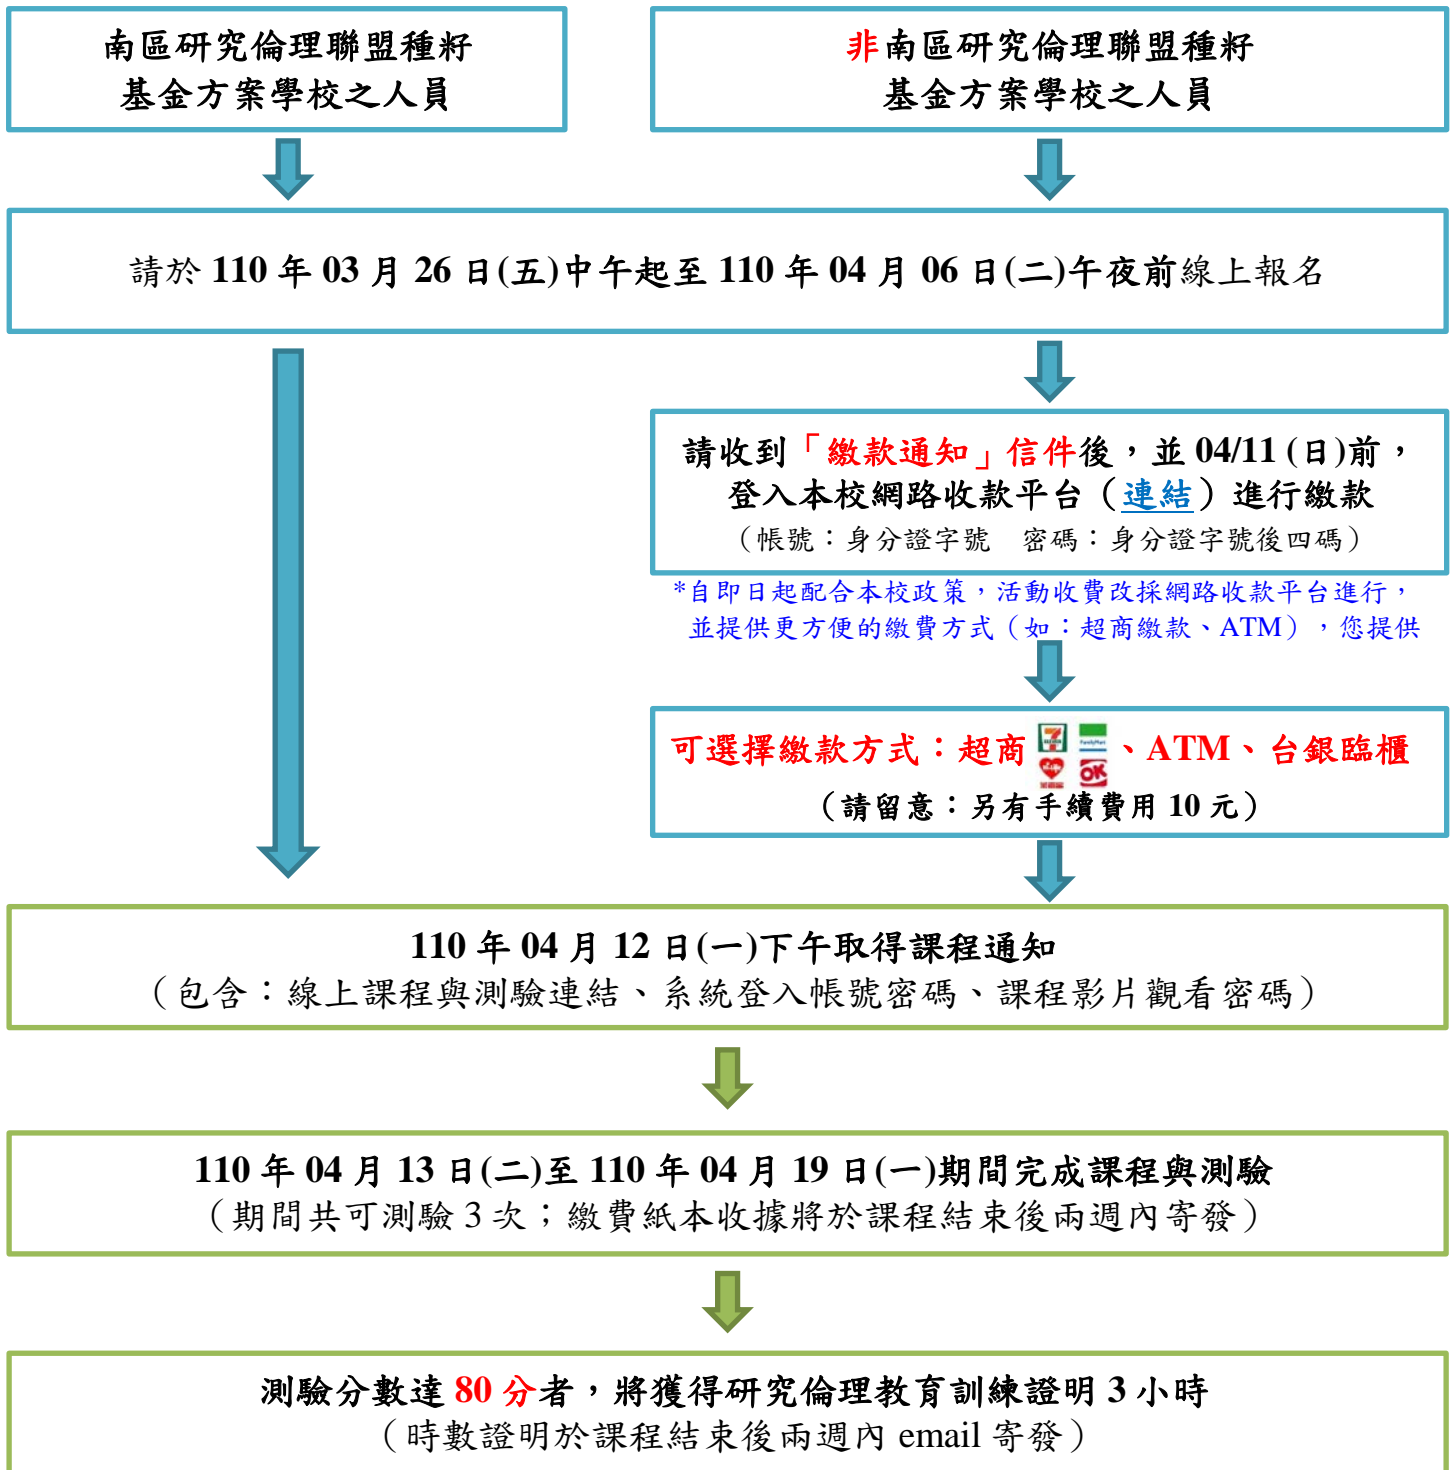 南區研究倫理聯盟種籽
基金方案學校之人員
非南區研究倫理聯盟種籽
基金方案學校之人員
請於 110 年 03 月 26 日(五)中午起至 110 年 04 月 06 日(二)午夜前線上報名
請收到「繳款通知」信件後，並 04/11 (日)前，
登入本校網路收款平台（連結）進行繳款
（帳號：身分證字號　密碼：身分證字號後四碼）
*自即日起配合本校政策，活動收費改採網路收款平台進行，
並提供更方便的繳費方式（如：超商繳款、ATM），您提供
可選擇繳款方式：超商 7 ELEVEN FamilyMart Hi-Life OK 、ATM、台銀臨櫃
（請留意：另有手續費用 10 元）
110 年 04 月 12 日(一)下午取得課程通知
（包含：線上課程與測驗連結、系統登入帳號密碼、課程影片觀看密碼）
110 年 04 月 13 日(二)至 110 年 04 月 19 日(一)期間完成課程與測驗
（期間共可測驗 3 次；繳費紙本收據將於課程結束後兩週內寄發）
測驗分數達 80 分者，將獲得研究倫理教育訓練證明 3 小時
（時數證明於課程結束後兩週內 email 寄發）